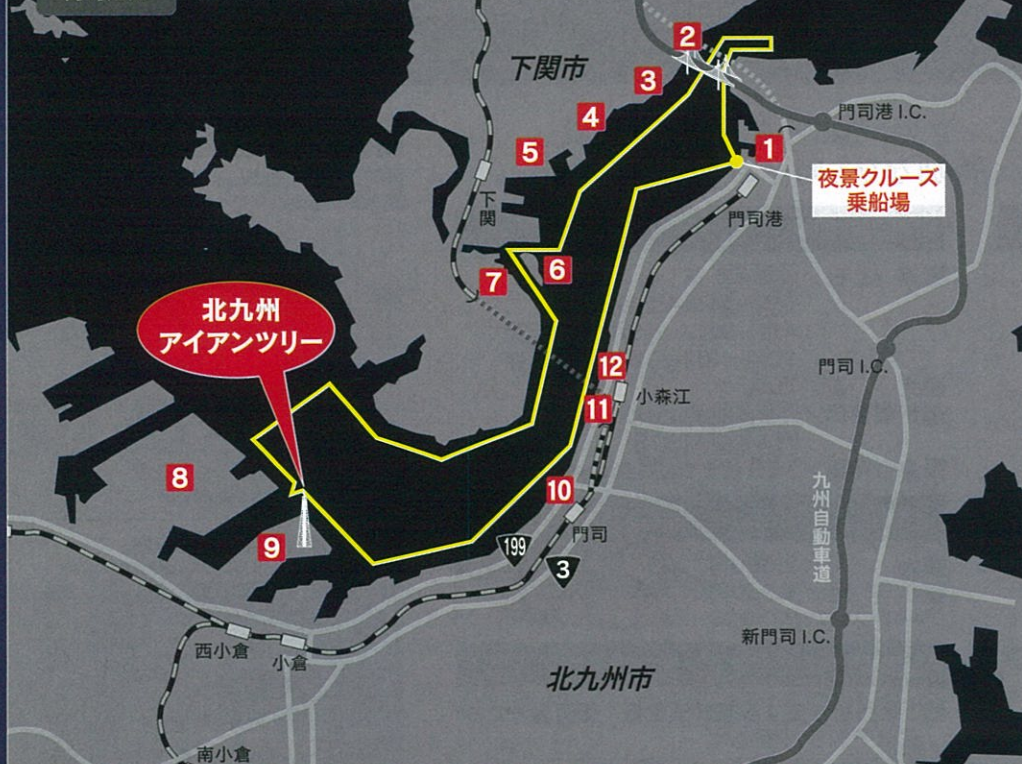 下関市
2
3
4
5
門司港 I.C.
1
夜景クルーズ
乗船場
門司港
下関
6
7
北九州
アイアンツリー
12
小森江
11
門司 I.C.
8
10
九州自動車道
9
199
門司
3
新門司 I.C.
西小倉
小倉
北九州市
南小倉